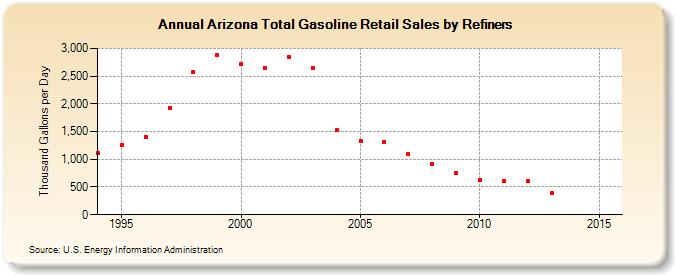 Annual Arizona Total Gasoline Retail Sales by Refiners
Thousand Gallons per Day
3,000
2,500
2,000
1,500
1,000
500
0
1995 2000 2005 2010 2015
Source: U.S. Energy Information Administration